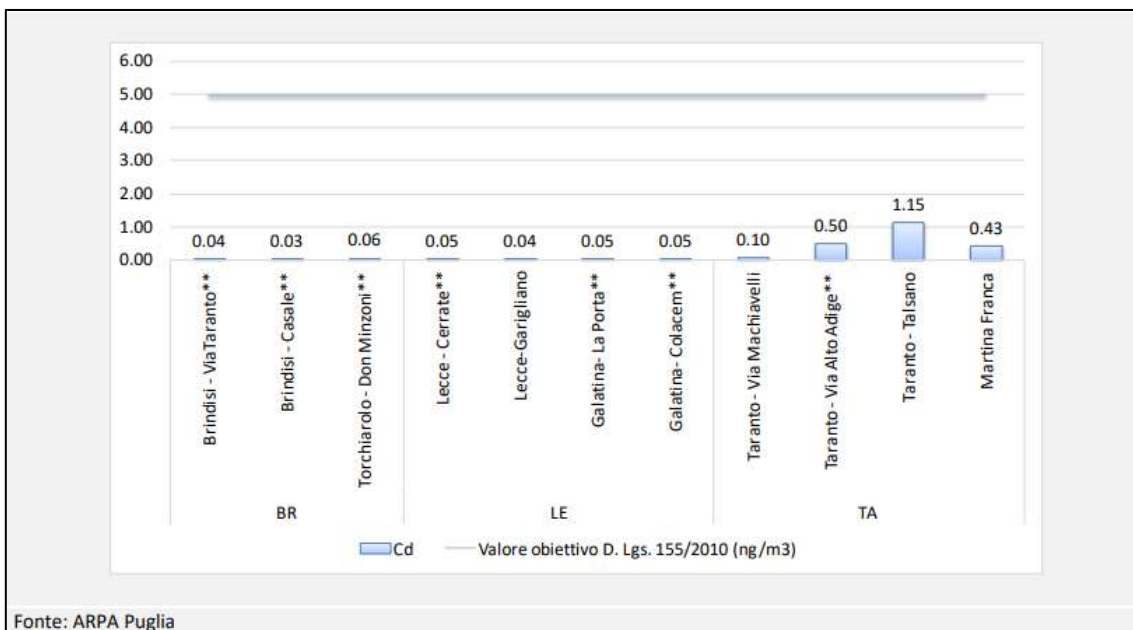 6.00
5.00
4.00
3.00
2.00
1.00
0.00
0.04
0.03
0.06
0.05
0.04
0.05
0.05
0.10
0.50
1.15
0.43
Brindisi - ViaTaranto**
Brindisi - Casale**
Torchiarolo - Don Minzoni**
Lecce - Cerrate**
Lecce-Garigliano
Galatina- La Porta**
Galatina- Colacem**
Taranto - Via Machiavelli
Taranto - Via Alto Adige**
Taranto - Talsano
Martina Franca
BR
LE
TA
Cd
Valore obiettivo D. Lgs. 155/2010 (ng/m3)
Fonte: ARPA Puglia